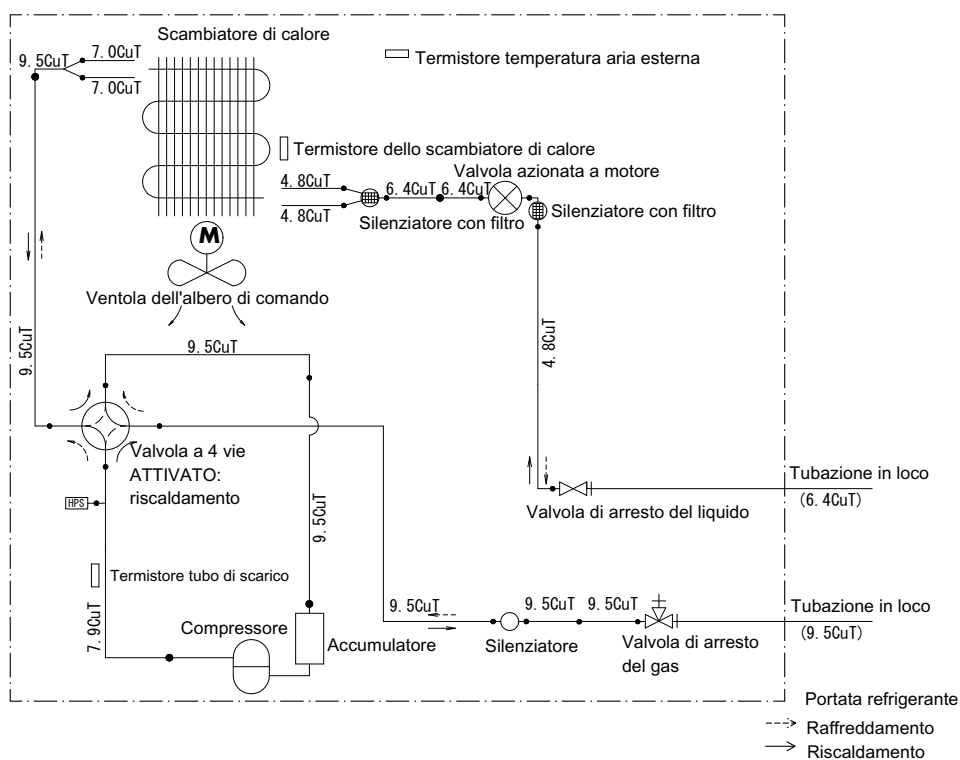 Scambiatore di calore
9.5CuT
7.0CuT
7.0CuT
Termistore temperatura aria esterna
Termistore dello scambiatore di calore
Valvola azionata a motore
4.8CuT
6.4CuT
6.4CuT
4.8CuT
Silenziatore con filtro
Silenziatore con filtro
M
Ventola dell'albero di comando
9.5CuT
9.5CuT
4.8CuT
Valvola a 4 vie
ATTIVATO:
riscaldamento
HPS
9.5CuT
Tubazione in loco
(6.4CuT)
Valvola di arresto del liquido
Termistore tubo di scarico
7.9CuT
Compressore
Accumulatore
9.5CuT
9.5CuT
9.5CuT
Silenziatore
Valvola di arresto
del gas
Tubazione in loco
(9.5CuT)
Portata refrigerante
Raffreddamento
Riscaldamento